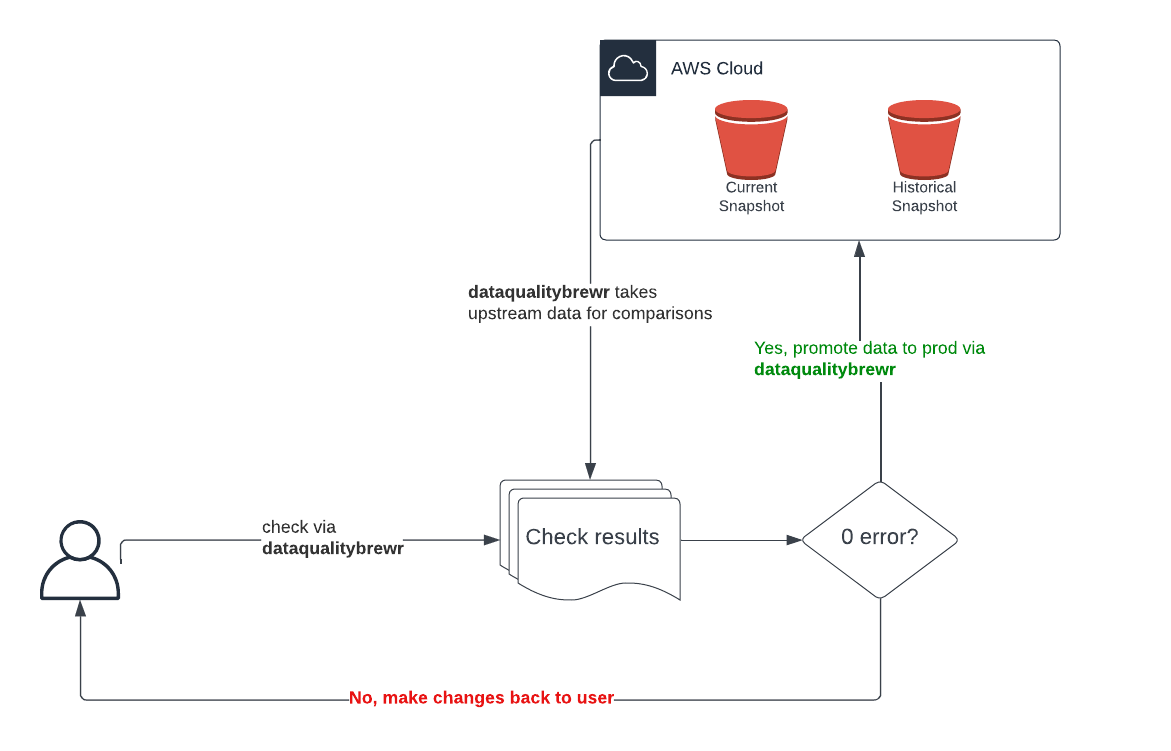 AWS Cloud
Current
Snapshot
Historical
Snapshot
dataqualitybrewr takes
upstream data for comparisons
Yes, promote data to prod via
dataqualitybrewr
check via
dataqualitybrewr
Check results
0 error?
No, make changes back to user